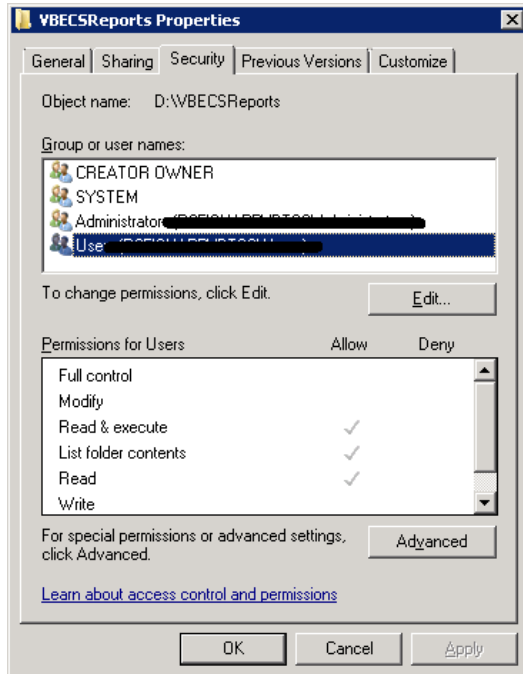 VBECSReports Properties
General Sharing Security Previous Versions Customize
Object name: D:\VBECSReports
Group or user names:
CREATOR OWNER
SYSTEM
Administrator
Use
To change permissions, click Edit.
Edit...
Permissions for Users Allow Deny
Full control
Modify
Read & execute
List folder contents
Read
Write
For special permissions or advanced settings,
click Advanced.
Advanced
Learn about access control and permissions
OK Cancel Apply